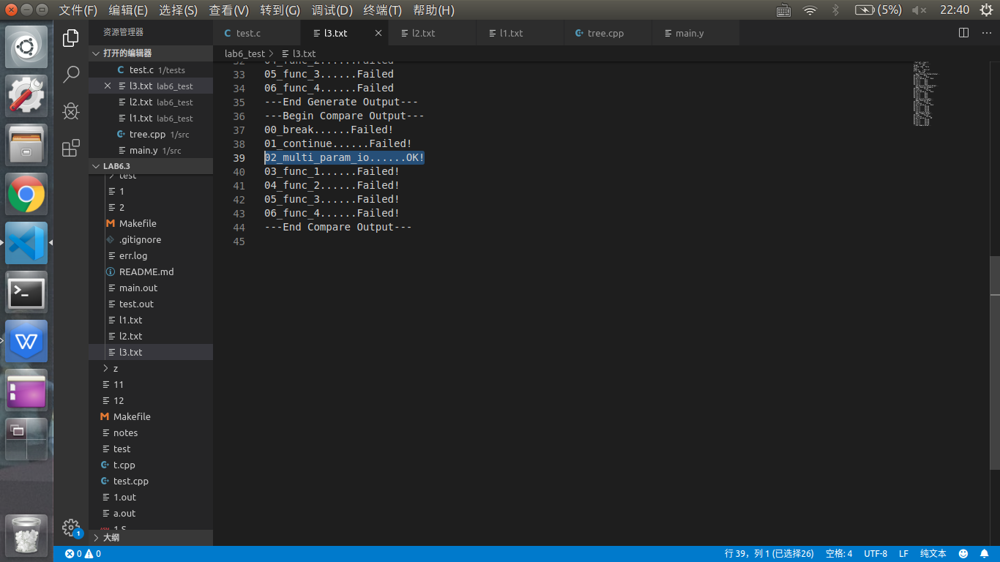 文件(F) 编辑(E) 选择(S) 查看(V) 转到(G) 调试(D) 终端(T) 帮助(H) (5%) 22:40
资源管理器
打开的编辑器
test.c 1/tests
l3.txt lab6_test
l2.txt lab6_test
l1.txt lab6_test
tree.cpp 1/src
main.y 1/src
LAB6.3
test
1
2
Makefile
.gitignore
err.log
README.md
main.out
test.out
l1.txt
l2.txt
l3.txt
z
11
12
Makefile
notes
test
t.cpp
test.cpp
1.out
a.out
大纲
test.c l3.txt l2.txt l1.txt tree.cpp main.y
lab6_test l3.txt
33 05_func_3......Failed
34 06_func_4......Failed
35 ---End Generate Output---
36 ---Begin Compare Output---
37 00_break......Failed!
38 01_continue......Failed!
39 02_multi_param_io......OK!
40 03_func_1......Failed!
41 04_func_2......Failed!
42 05_func_3......Failed!
43 06_func_4......Failed!
44 ---End Compare Output---
45
1
0 0 行 39，列 1 (已选择26) 空格: 4 UTF-8 LF 纯文本